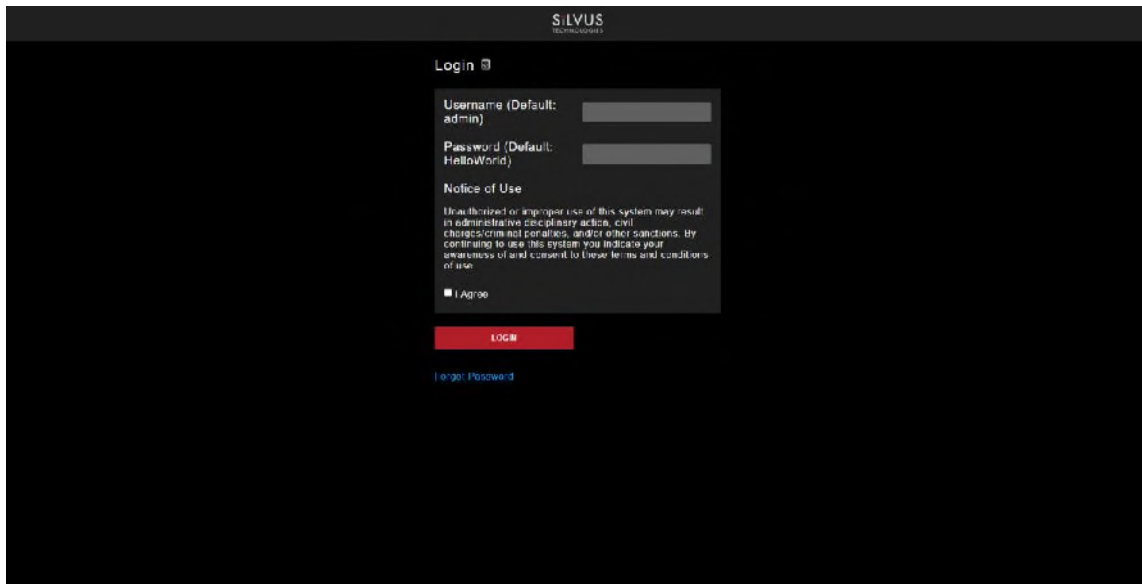 SiLVUS
TECHNOLOGIES
Login
Username (Default:
admin)
Password (Default:
HelloWorld)
Notice of Use
Unauthorized or improper use of this system may result
in administrative disciplinary action, civil
charges/criminal penalties, and/or other sanctions. By
continuing to use this system you indicate your
awareness of and consent to these terms and conditions
of use
I Agree
LOGIN
Forgot Password